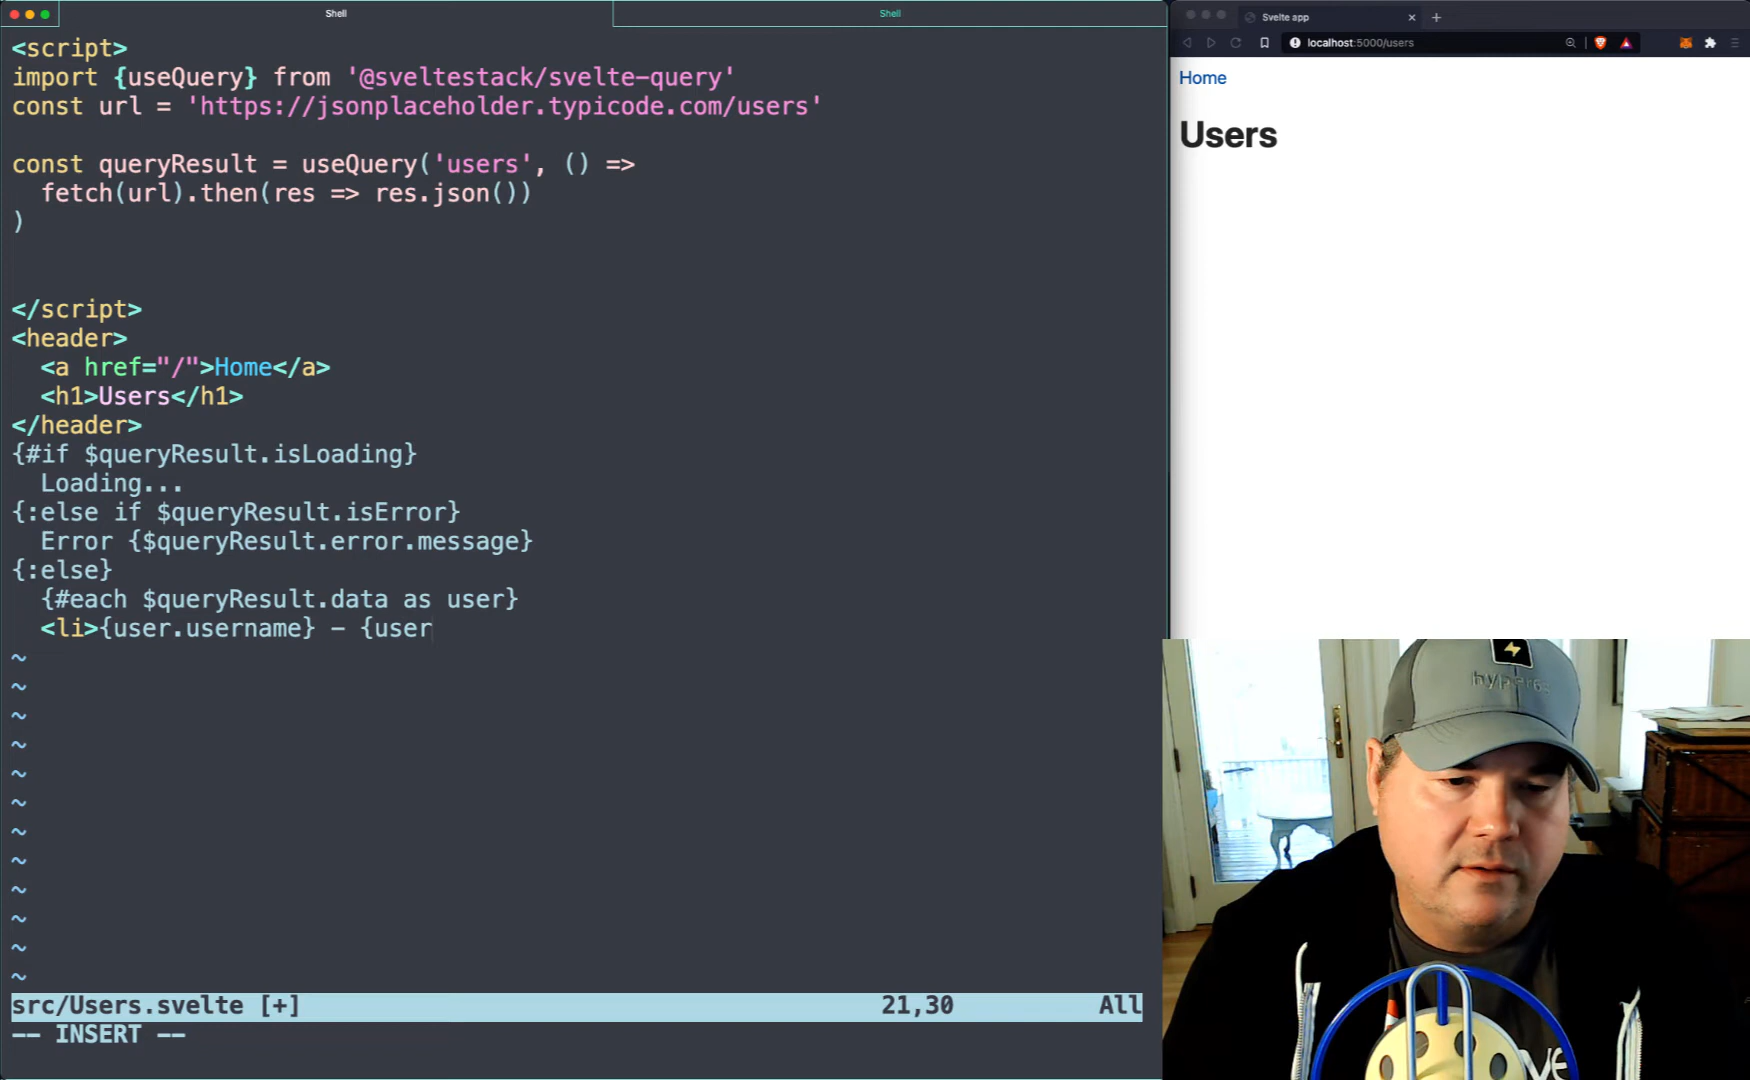 Shell
Shell
<script>
import {useQuery} from '@sveltestack/svelte-query'
const url = 'https://jsonplaceholder.typicode.com/users'
const queryResult = useQuery('users', () =>
  fetch(url).then(res => res.json())
)
</script>
<header>
  <a href="/">Home</a>
  <h1>Users</h1>
</header>
{#if $queryResult.isLoading}
  Loading...
{:else if $queryResult.isError}
  Error {$queryResult.error.message}
{:else}
  {#each $queryResult.data as user}
  <li>{user.username} - {user
~
~
~
~
~
~
~
~
~
~
~
~
src/Users.svelte [+] 21,30 All
-- INSERT --
Svelte app
localhost:5000/users
Home
Users